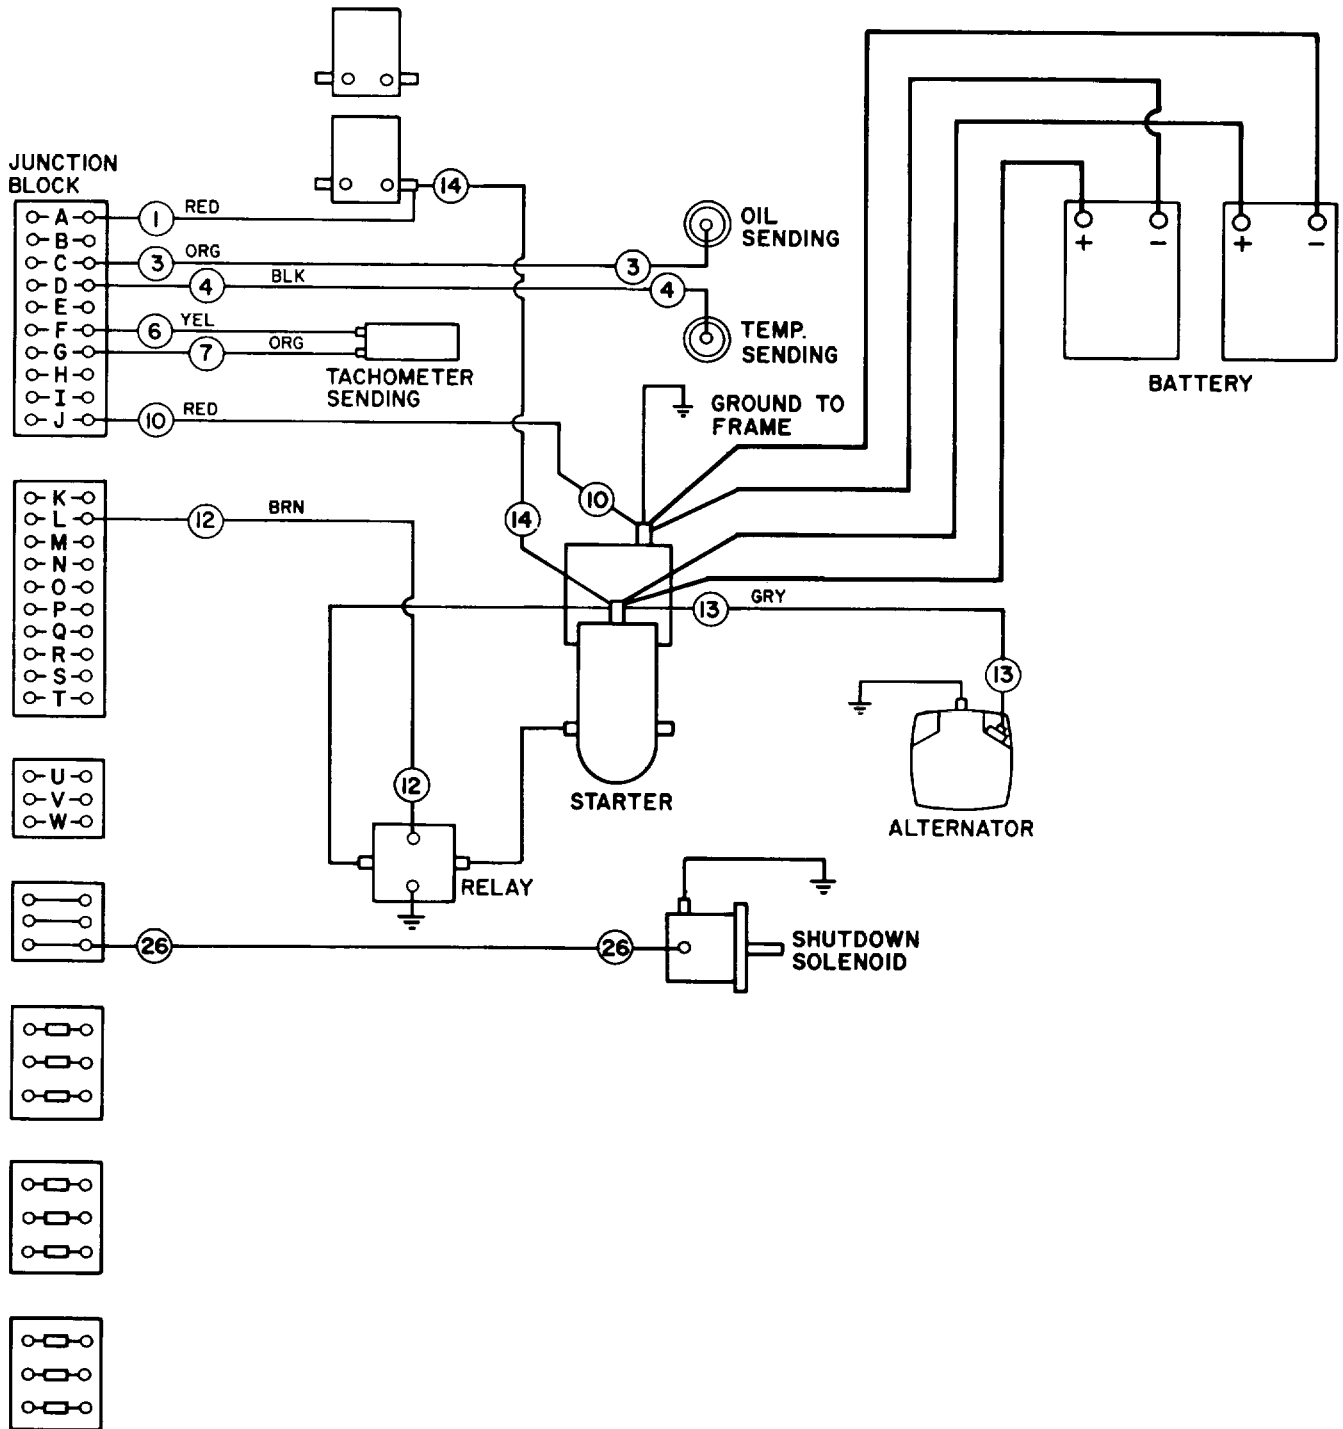 JUNCTION
BLOCK
14
A 1 RED
B
C 3 ORG 3
OIL
SENDING
D 4 BLK 4
E
F 6 YEL
G 7 ORG
H
I
J 10 RED
TEMP.
SENDING
TACHOMETER
SENDING
+ - + -
BATTERY
GROUND TO
FRAME
10
14
K
L 12 BRN
M
N
O
P
Q
R
S
T
13 GRY
13
12
STARTER
ALTERNATOR
U
V
W
RELAY
26 26
SHUTDOWN
SOLENOID